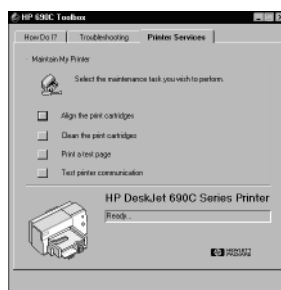 HP 690C Toolbox
How Do I? Troubleshooting Printer Services
Maintain My Printer
Select the maintenance task you wish to perform.
Align the print cartridges
Clean the print cartridges
Print a test page
Test printer communication
HP DeskJet 690C Series Printer
Ready...
HEWLETT
PACKARD